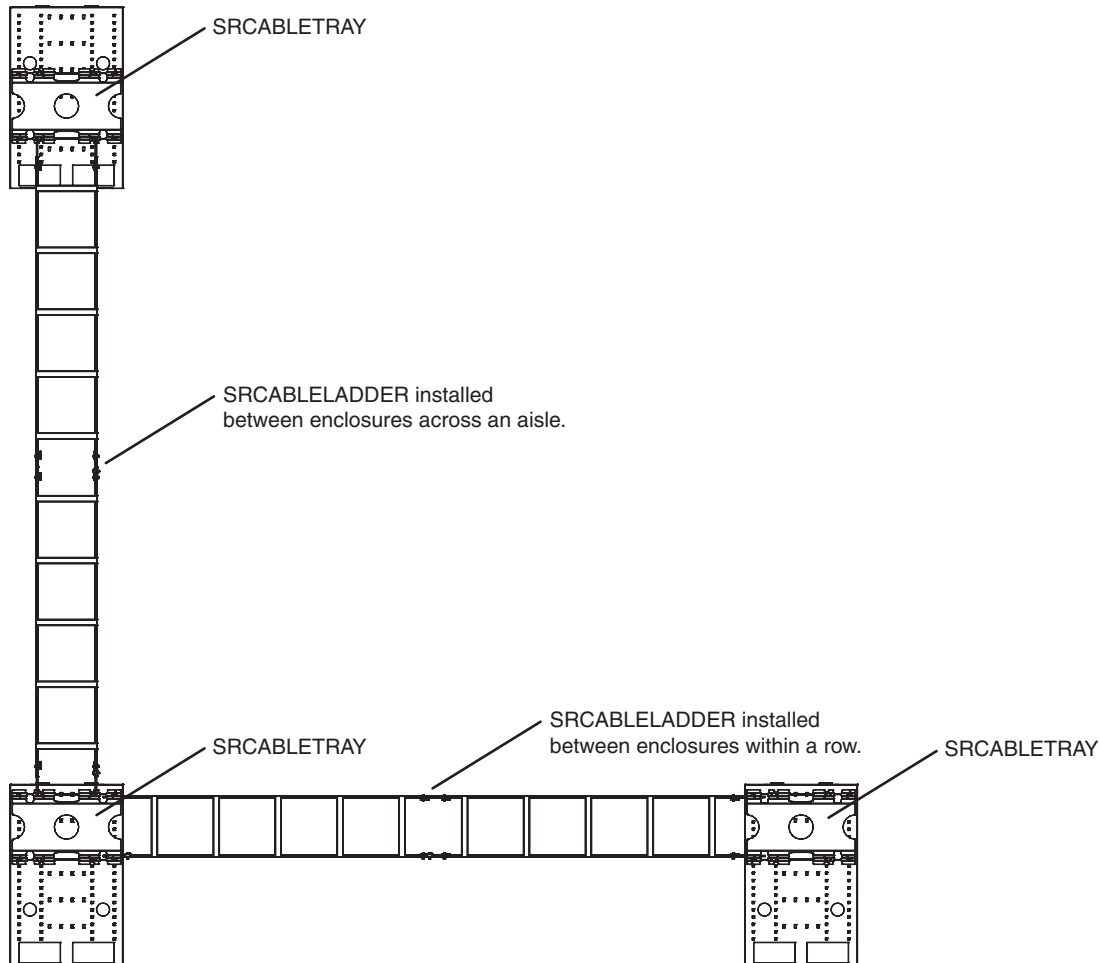 SRCABLETRAY
SRCABLELADDER installed
between enclosures across an aisle.
SRCABLELADDER installed
between enclosures within a row.
SRCABLETRAY
SRCABLETRAY